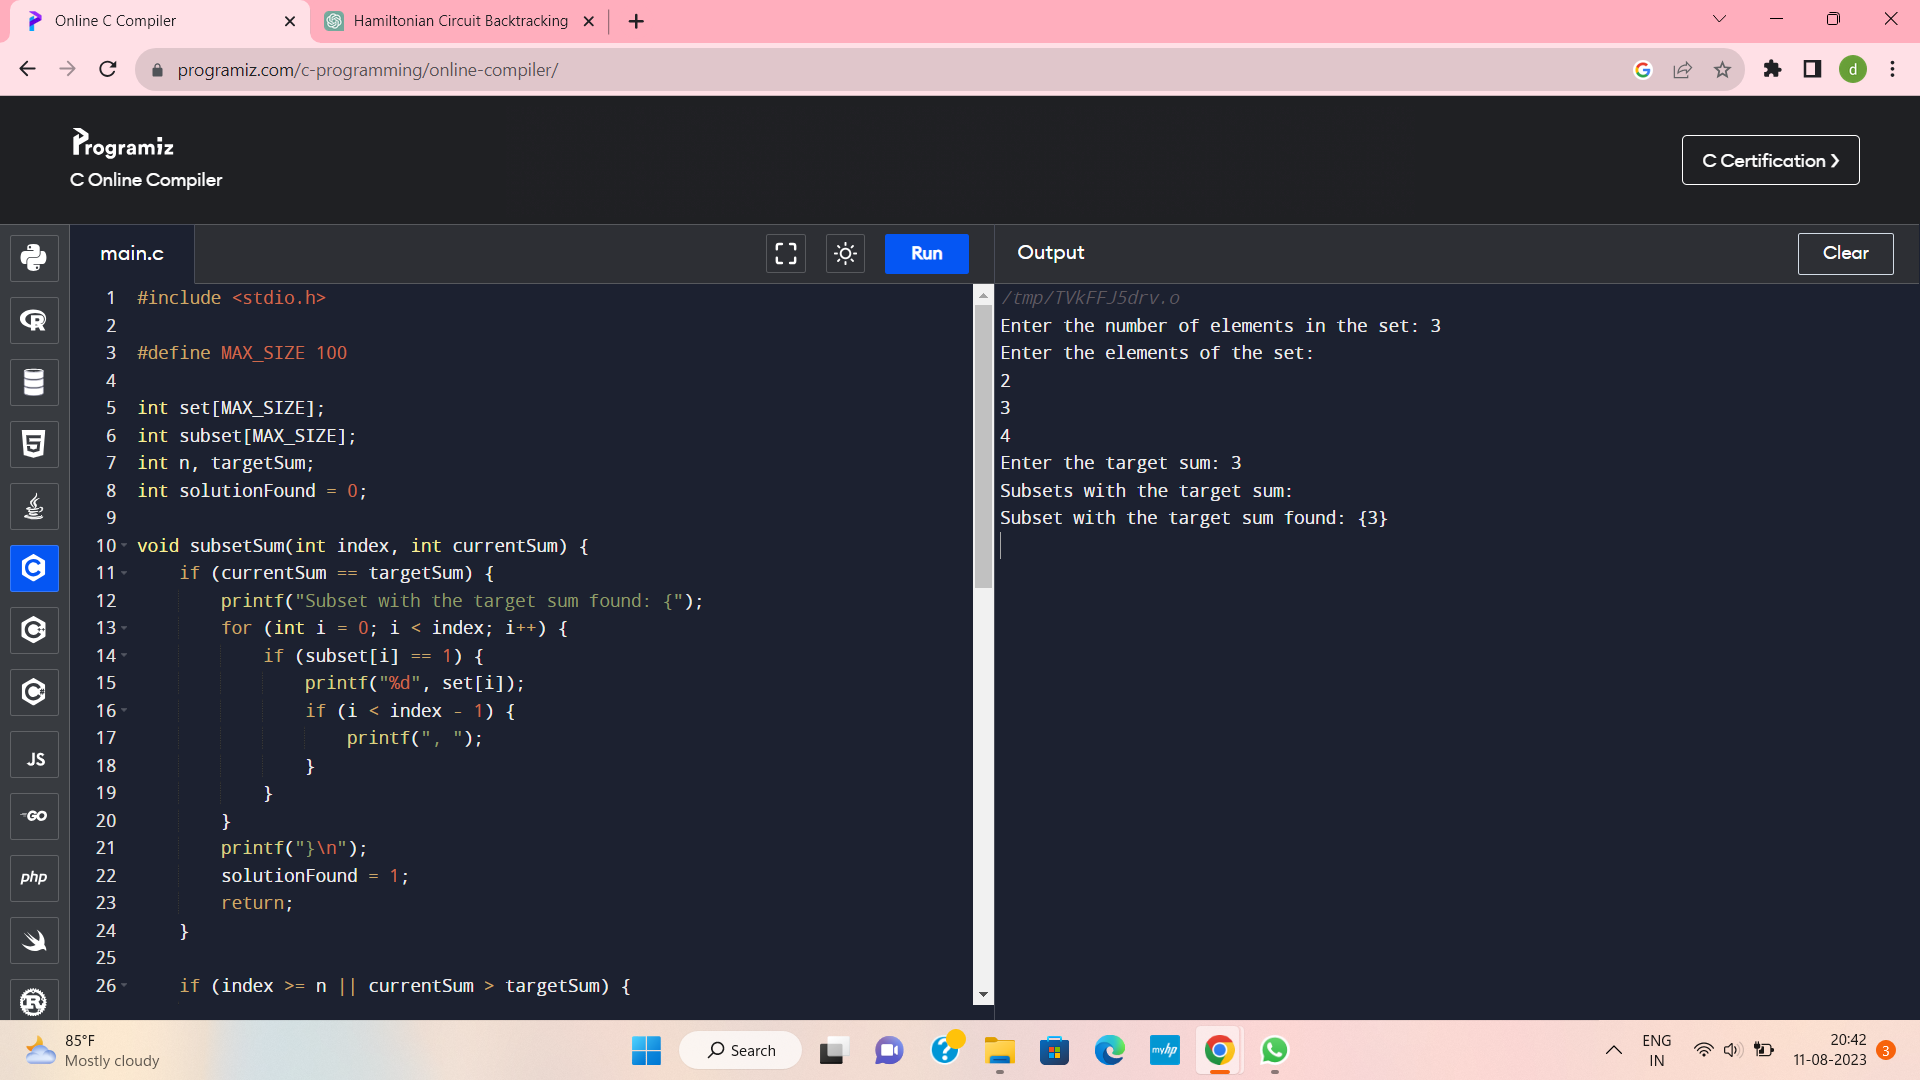 Online C Compiler
Hamiltonian Circuit Backtracking
programiz.com/c-programming/online-compiler/
d
Programiz
C Online Compiler
C Certification ❯
main.c
Run
Output
Clear
1 #include <stdio.h>
2
3 #define MAX_SIZE 100
4
5 int set[MAX_SIZE];
6 int subset[MAX_SIZE];
7 int n, targetSum;
8 int solutionFound = 0;
9
10 void subsetSum(int index, int currentSum) {
11     if (currentSum == targetSum) {
12         printf("Subset with the target sum found: {");
13         for (int i = 0; i < index; i++) {
14             if (subset[i] == 1) {
15                 printf("%d", set[i]);
16                 if (i < index - 1) {
17                     printf(", ");
18                 }
19             }
20         }
21         printf("}\n");
22         solutionFound = 1;
23         return;
24     }
25
26     if (index >= n || currentSum > targetSum) {
/tmp/TVkFFJ5drv.o
Enter the number of elements in the set: 3
Enter the elements of the set:
2
3
4
Enter the target sum: 3
Subsets with the target sum:
Subset with the target sum found: {3}
R
5
C
C
C
JS
GO
php
R
85°F
Mostly cloudy
Search
myhp
ENG
IN
20:42
11-08-2023
3